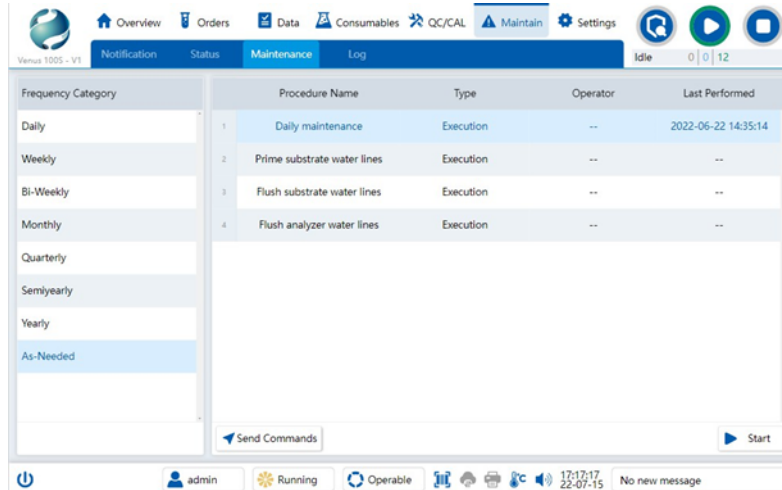 Overview Orders Data Consumables QC/CAL Maintain Settings
Venus 100S - V1 Notification Status Maintenance Log Idle 0 0 12
Frequency Category Procedure Name Type Operator Last Performed
Daily 1 Daily maintenance Execution -- 2022-06-22 14:35:14
Weekly 2 Prime substrate water lines Execution -- --
Bi-Weekly 3 Flush substrate water lines Execution -- --
Monthly 4 Flush analyzer water lines Execution -- --
Quarterly
Semiyearly
Yearly
As-Needed
Send Commands Start
admin Running Operable °C 17:17:17
22-07-15 No new message